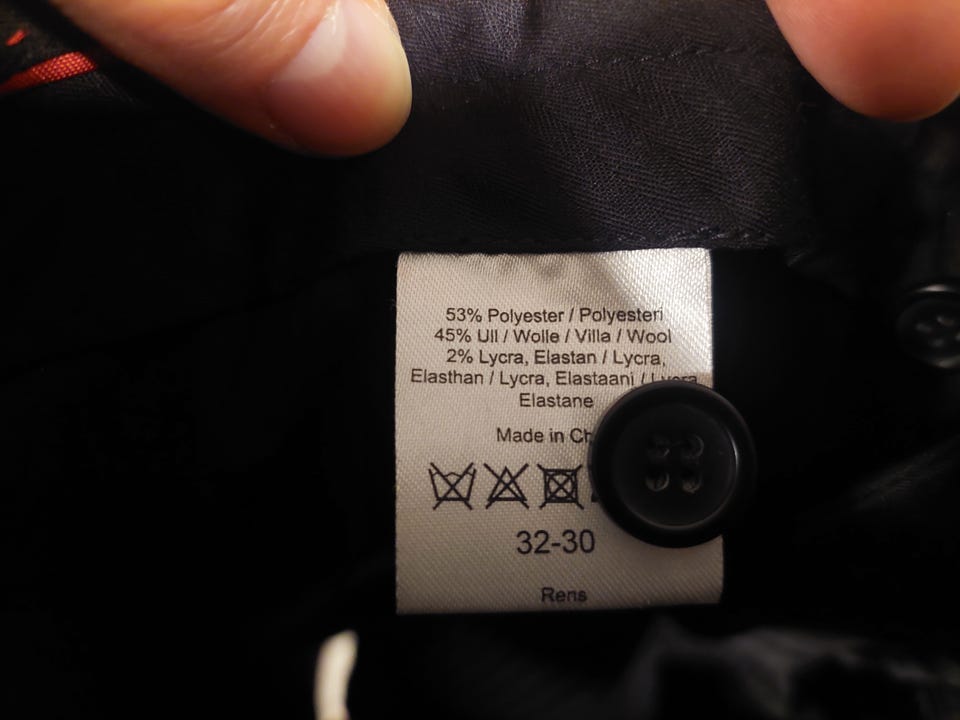 53% Polyester / Polyesteri
45% Ull / Wolle / Villa / Wool
2% Lycra, Elastan / Lycra,
Elasthan / Lycra, Elastaani / Lycra
Elastane
Made in
32-30
Rens